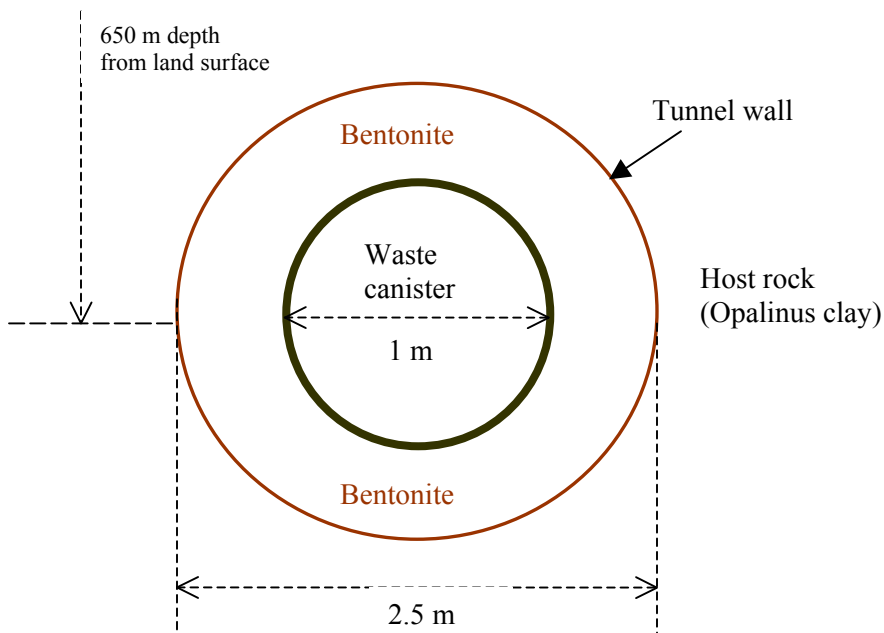 650 m depth
from land surface
Tunnel wall
Bentonite
Waste
canister
1 m
Host rock
(Opalinus clay)
Bentonite
2.5 m